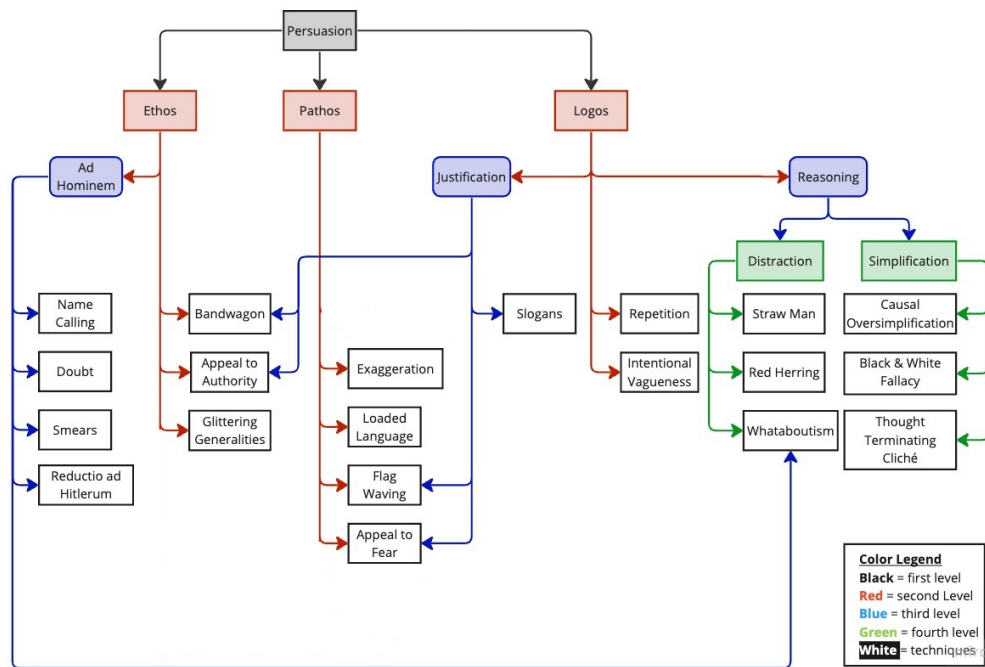 Persuasion
Ethos
Pathos
Logos
Ad
Hominem
Justification
Reasoning
Distraction
Simplification
Name
Calling
Bandwagon
Slogans
Repetition
Straw Man
Causal
Oversimplification
Doubt
Appeal to
Authority
Exaggeration
Intentional
Vagueness
Red Herring
Black & White
Fallacy
Smears
Glittering
Generalities
Loaded
Language
Whataboutism
Thought
Terminating
Cliché
Reductio ad
Hitlerum
Flag
Waving
Appeal to
Fear
Color Legend
Black = first level
Red = second Level
Blue = third level
Green = fourth level
White = techniques